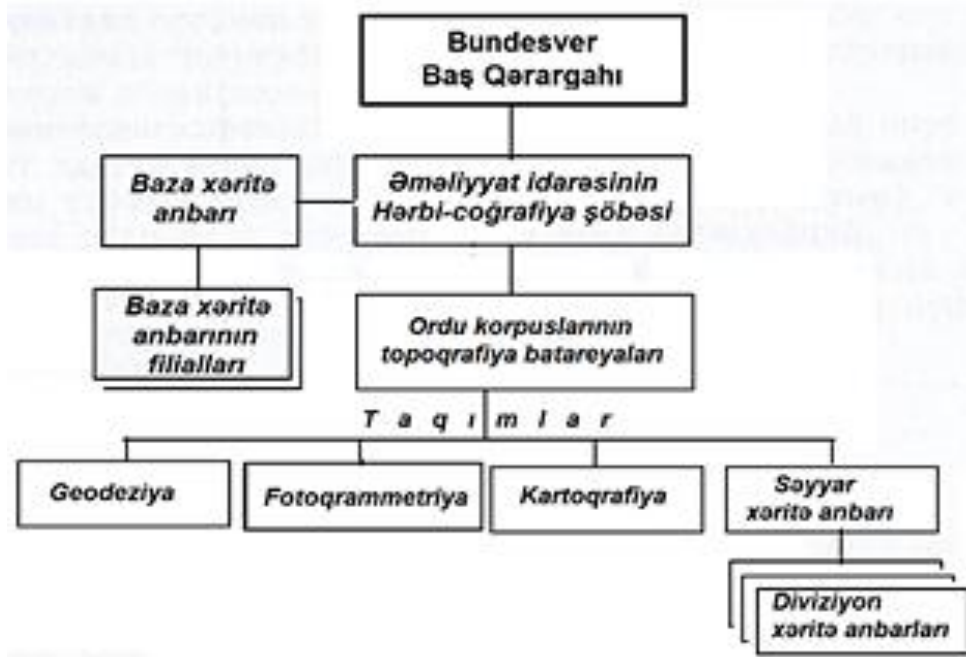 Bundesver
Baş Qərargahı
Baza xəritə
anbarı
Əməliyyat idarəsinin
Hərbi-coğrafiya şöbəsi
Baza xəritə
anbarının
filialları
Ordu korpuslarının
topoqrafiya batareyaları
T a q ı m l a r
Geodeziya
Fotoqrammetriya
Kartoqrafiya
Səyyar
xəritə anbarı
Diviziyon
xəritə anbarları